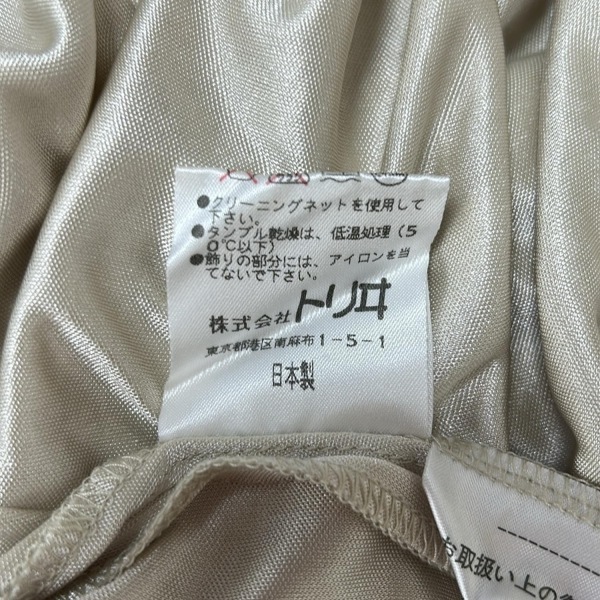 ●クリーニングネットを使用して
下さい。
●タンブル乾燥は、低温処理(5
0℃以下)
●飾りの部分には、アイロンを当
てないで下さい。
株式会社トリヰ
東京都港区南麻布1-5-1
日本製
お取扱い上の